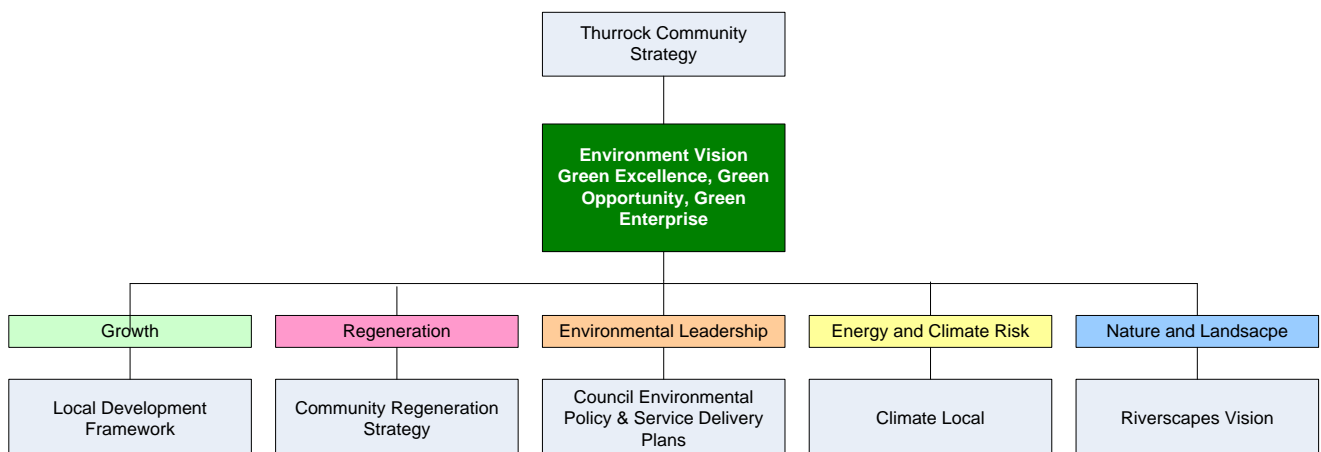 Thurrock Community
Strategy
Environment Vision
Green Excellence, Green
Opportunity, Green
Enterprise
Growth
Regeneration
Environmental Leadership
Energy and Climate Risk
Nature and Landsacpe
Local Development
Framework
Community Regeneration
Strategy
Council Environmental
Policy & Service Delivery
Plans
Climate Local
Riverscapes Vision